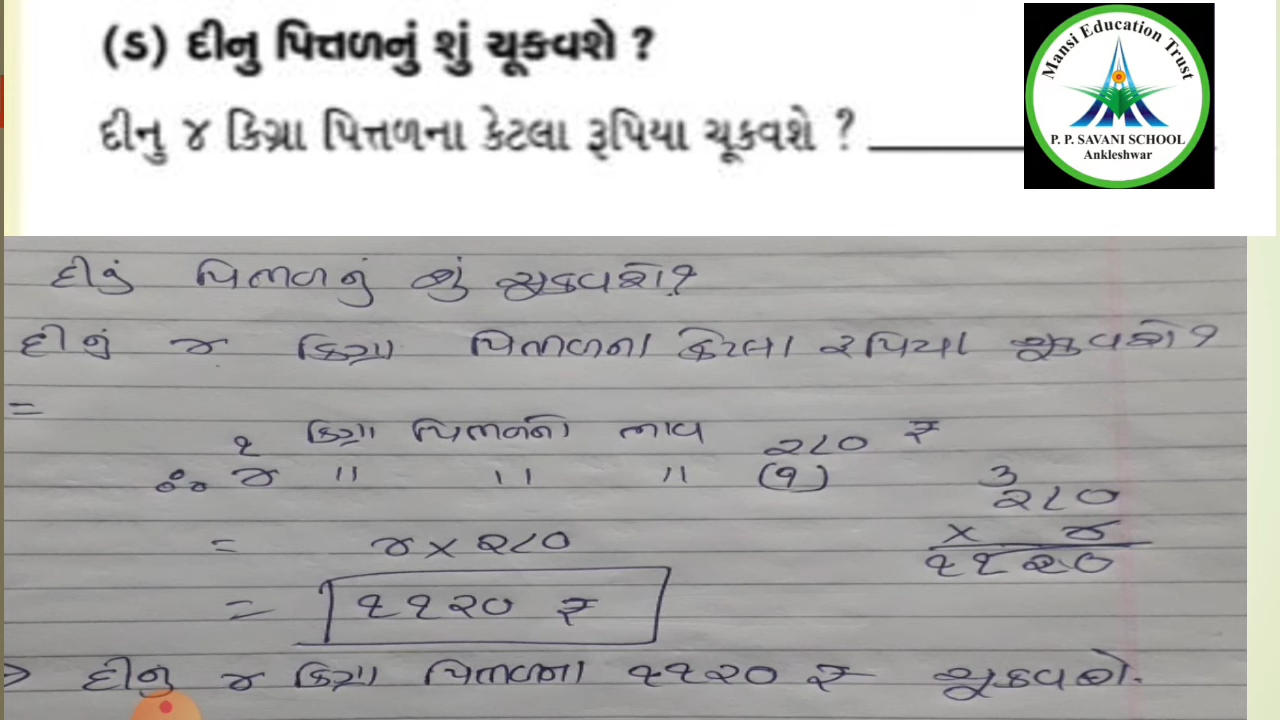 (ડ) દીનુ પિત્તળનું શું ચૂકવશે ?
દીનુ ૪ કિગ્રા પિત્તળના કેટલા રૂપિયા ચૂકવશે ?
Mansi Education Trust
P. P. SAVANI SCHOOL
Ankleshwar
દીનું પિત્તળનું શું ચૂકવશે?
દીનું ૪ કિગ્રા પિત્તળના કેટલા રૂપિયા ચૂકવશે?
=
૧ કિગ્રા પિત્તળનો ભાવ ૨૮૦ ₹
∴ ૪ " " " (?)
= ૪ × ૨૮૦
= ૧૧૨૦ ₹
૩
૨૮૦
× ૪
૧૧૨૦
⇒ દીનુ ૪ કિગ્રા પિત્તળના ૧૧૨૦ ₹ ચૂકવશે.